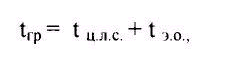 tгр = t ц.л.с. + t э.о.,